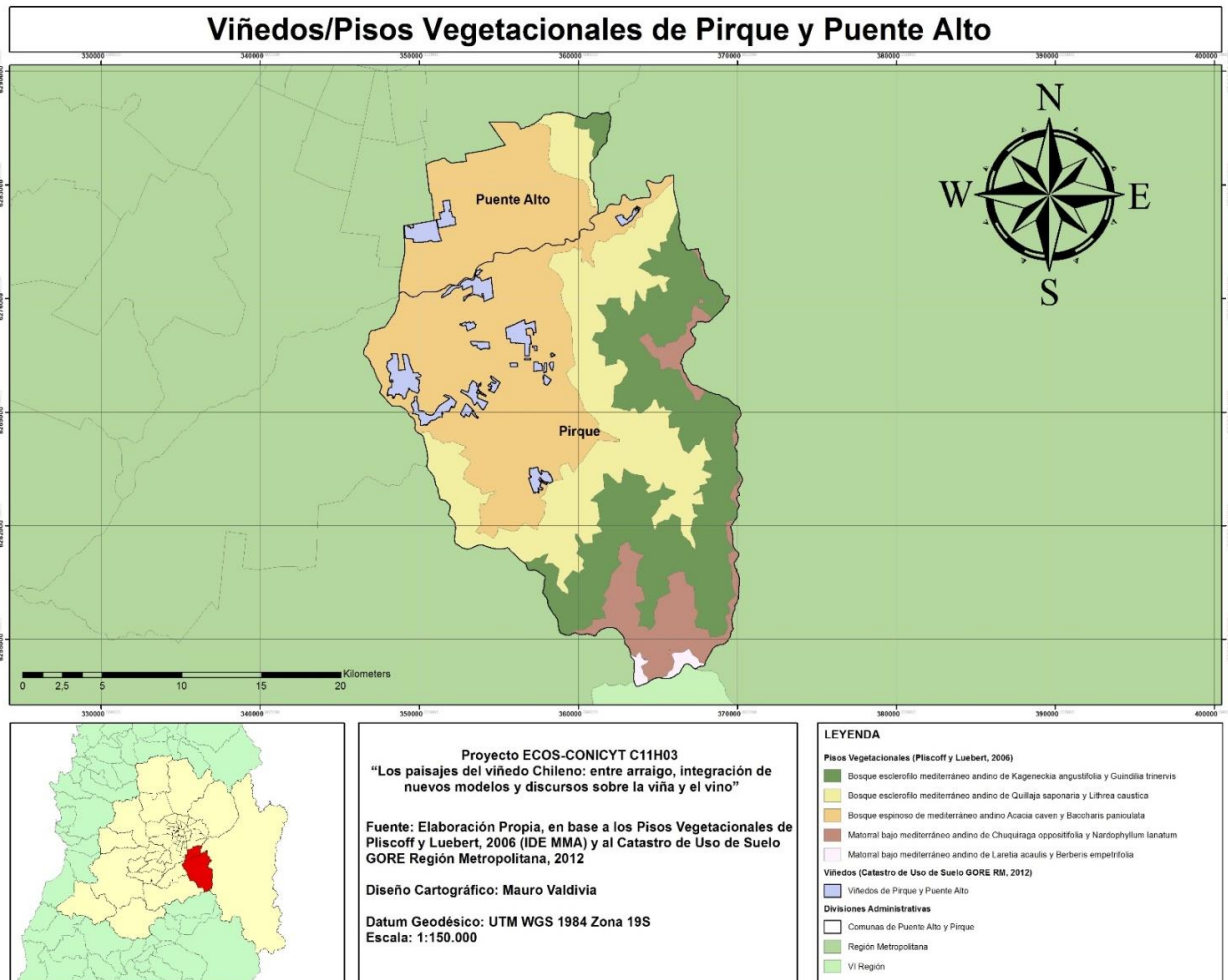 Viñedos/Pisos Vegetacionales de Pirque y Puente Alto
330000 340000 350000 360000 370000 380000 390000 400000
N
W E
S
Puente Alto
Pirque
Kilometers
0 2,5 5 10 15 20
330000 340000 350000 360000 370000 380000 390000 400000
Proyecto ECOS-CONICYT C11H03
“Los paisajes del viñedo Chileno: entre arraigo, integración de
nuevos modelos y discursos sobre la viña y el vino”
Fuente: Elaboración Propia, en base a los Pisos Vegetacionales de
Pliscoff y Luebert, 2006 (IDE MMA) y al Catastro de Uso de Suelo
GORE Región Metropolitana, 2012
Diseño Cartográfico: Mauro Valdivia
Datum Geodésico: UTM WGS 1984 Zona 19S
Escala: 1:150.000
LEYENDA
Pisos Vegetacionales (Pliscoff y Luebert, 2006)
Bosque esclerofilo mediterráneo andino de Kageneckia angustifolia y Guindilia trinervis
Bosque esclerofilo mediterráneo andino de Quillaja saponaria y Lithrea caustica
Bosque espinoso de mediterráneo andino Acacia caven y Baccharis paniculata
Matorral bajo mediterráneo andino de Chuquiraga oppositifolia y Nardophyllum lanatum
Matorral bajo mediterráneo andino de Laretia acaulis y Berberis empetrifolia
Viñedos (Catastro de Uso de Suelo GORE RM, 2012)
Viñedos de Pirque y Puente Alto
Divisiones Administrativas
Comunas de Puente Alto y Pirque
Región Metropolitana
VI Región